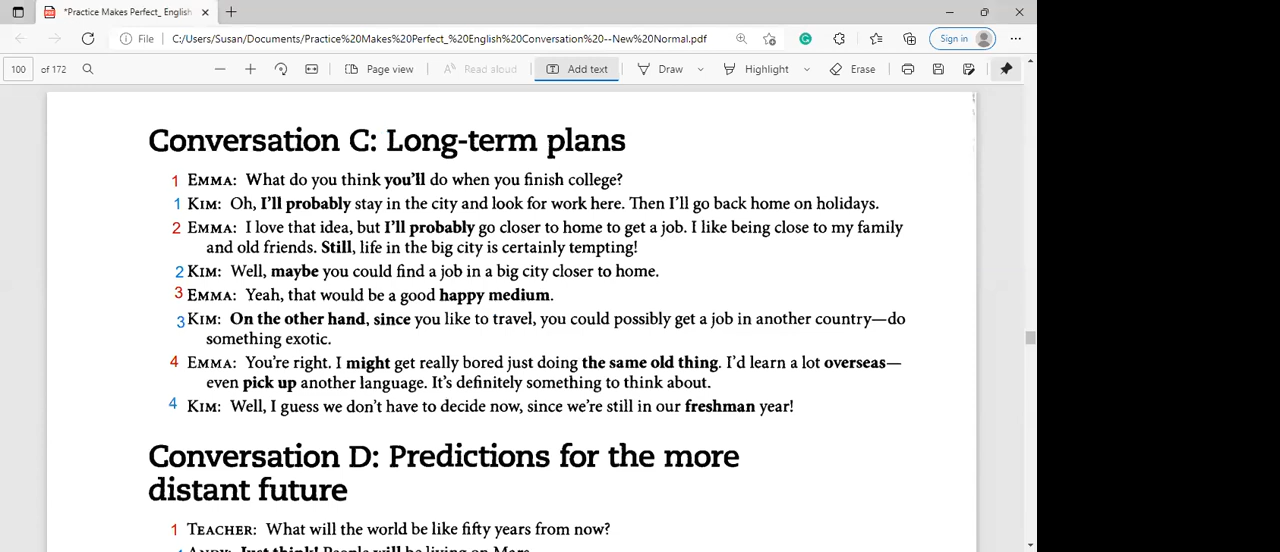 *Practice Makes Perfect_ English
File
C:/Users/Susan/Documents/Practice%20Makes%20Perfect_%20English%20Conversation%20--New%20Normal.pdf
Sign in
100 of 172
Page view
Read aloud
Add text
Draw
Highlight
Erase
Conversation C: Long-term plans
1 EMMA: What do you think you'll do when you finish college?
1 KIM: Oh, I'll probably stay in the city and look for work here. Then I'll go back home on holidays.
2 EMMA: I love that idea, but I'll probably go closer to home to get a job. I like being close to my family
and old friends. Still, life in the big city is certainly tempting!
2 KIM: Well, maybe you could find a job in a big city closer to home.
3 EMMA: Yeah, that would be a good happy medium.
3 KIM: On the other hand, since you like to travel, you could possibly get a job in another country—do
something exotic.
4 EMMA: You're right. I might get really bored just doing the same old thing. I'd learn a lot overseas—
even pick up another language. It's definitely something to think about.
4 KIM: Well, I guess we don't have to decide now, since we're still in our freshman year!
Conversation D: Predictions for the more
distant future
1 TEACHER: What will the world be like fifty years from now?
ANDY: Just think! People will be living on Mars